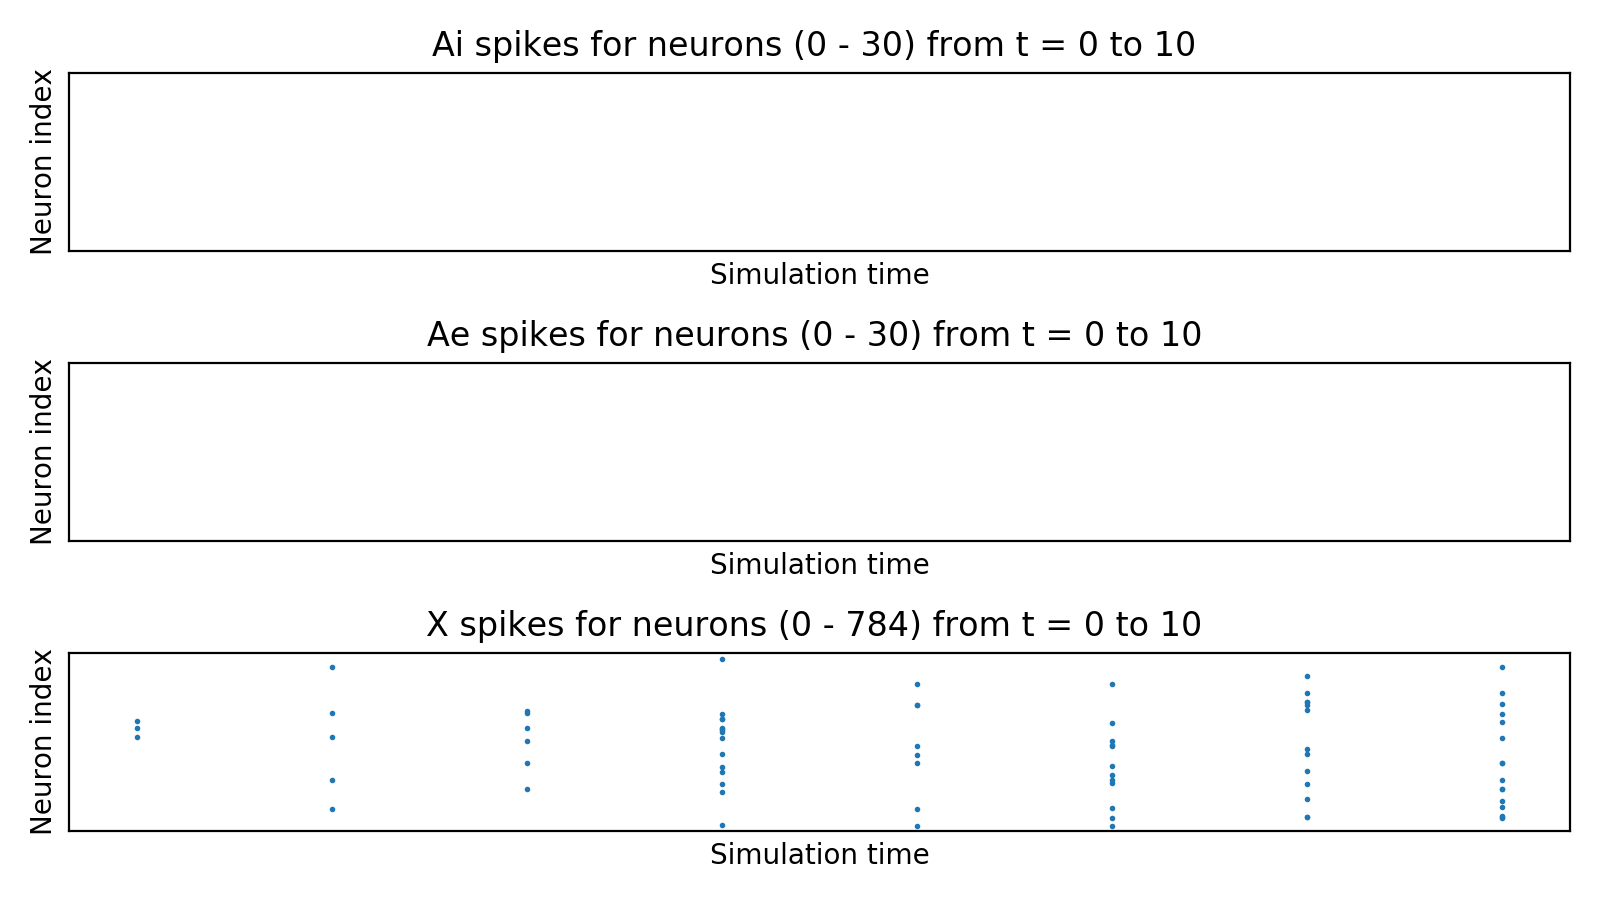 Ai spikes for neurons (0 - 30) from t = 0 to 10
Neuron index
Simulation time
Ae spikes for neurons (0 - 30) from t = 0 to 10
Neuron index
Simulation time
X spikes for neurons (0 - 784) from t = 0 to 10
Neuron index
Simulation time